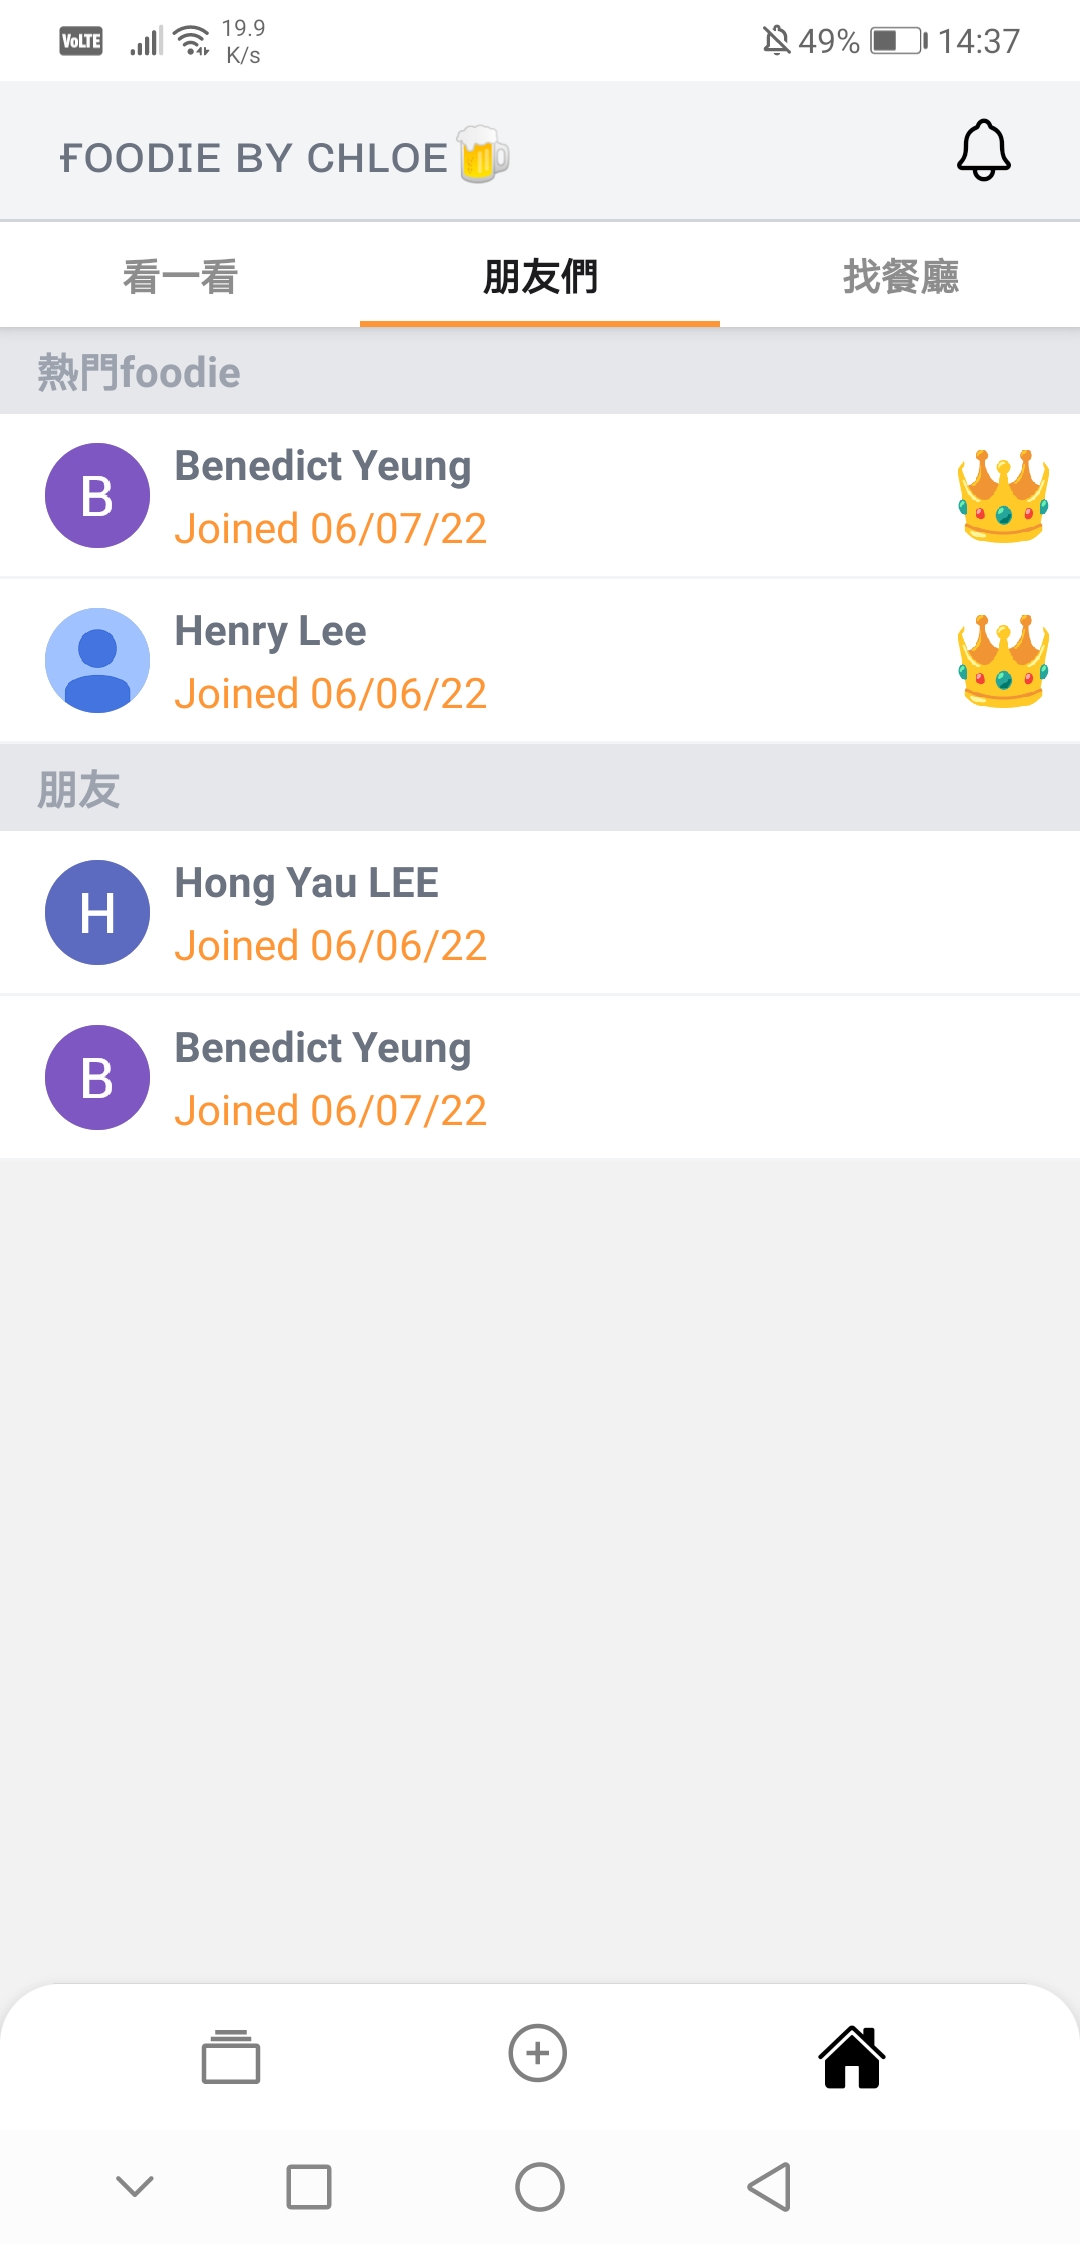 VoLTE
19.9
K/s
49%
14:37
FOODIE BY CHLOE🍺
看一看
朋友們
找餐廳
熱門foodie
B
Benedict Yeung
Joined 06/07/22
Henry Lee
Joined 06/06/22
朋友
H
Hong Yau LEE
Joined 06/06/22
B
Benedict Yeung
Joined 06/07/22